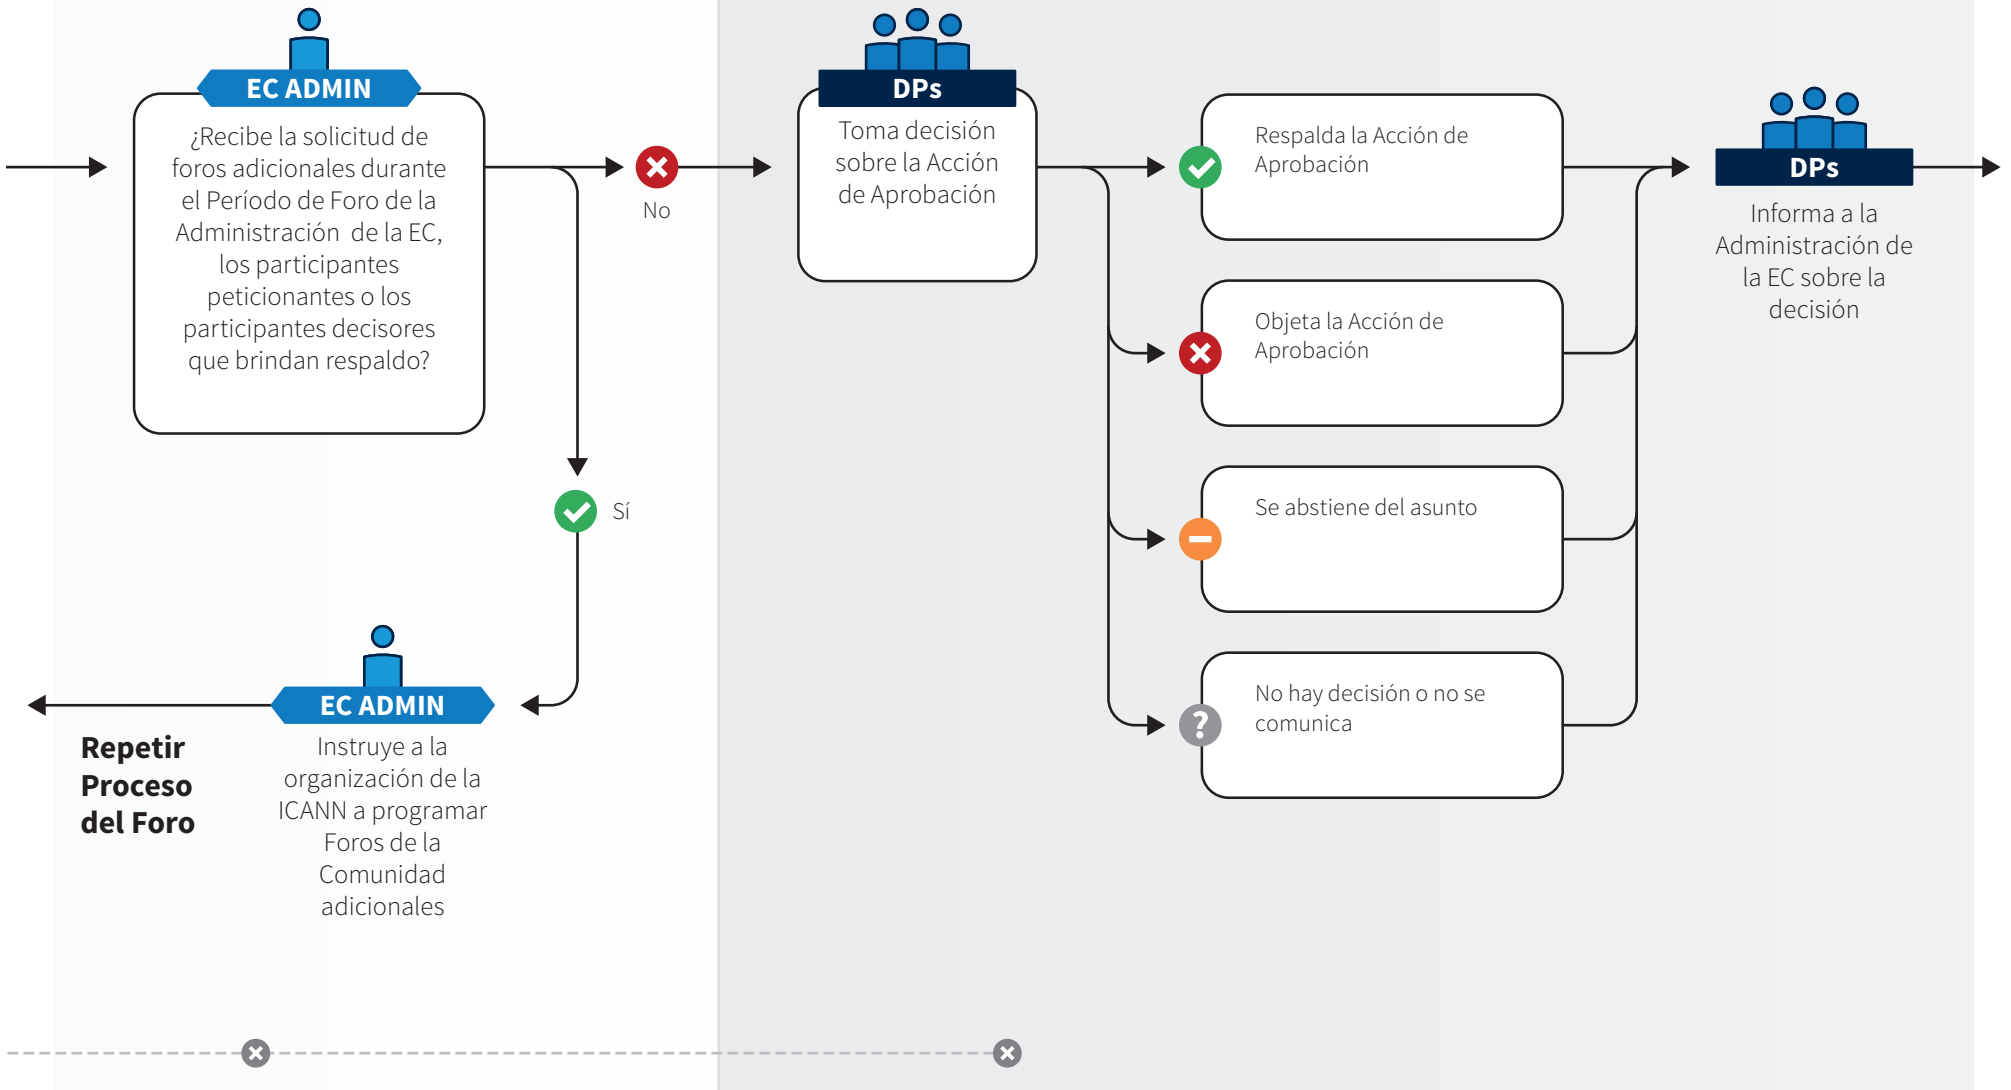 EC ADMIN
¿Recibe la solicitud de
foros adicionales durante
el Período de Foro de la
Administración de la EC,
los participantes
peticionantes o los
participantes decisores
que brindan respaldo?
No
Sí
EC ADMIN
Instruye a la
organización de la
ICANN a programar
Foros de la
Comunidad
adicionales
Repetir
Proceso
del Foro
DPs
Toma decisión
sobre la Acción
de Aprobación
Respalda la Acción de
Aprobación
Objeta la Acción de
Aprobación
Se abstiene del asunto
?
No hay decisión o no se
comunica
DPs
Informa a la
Administración de
la EC sobre la
decisión